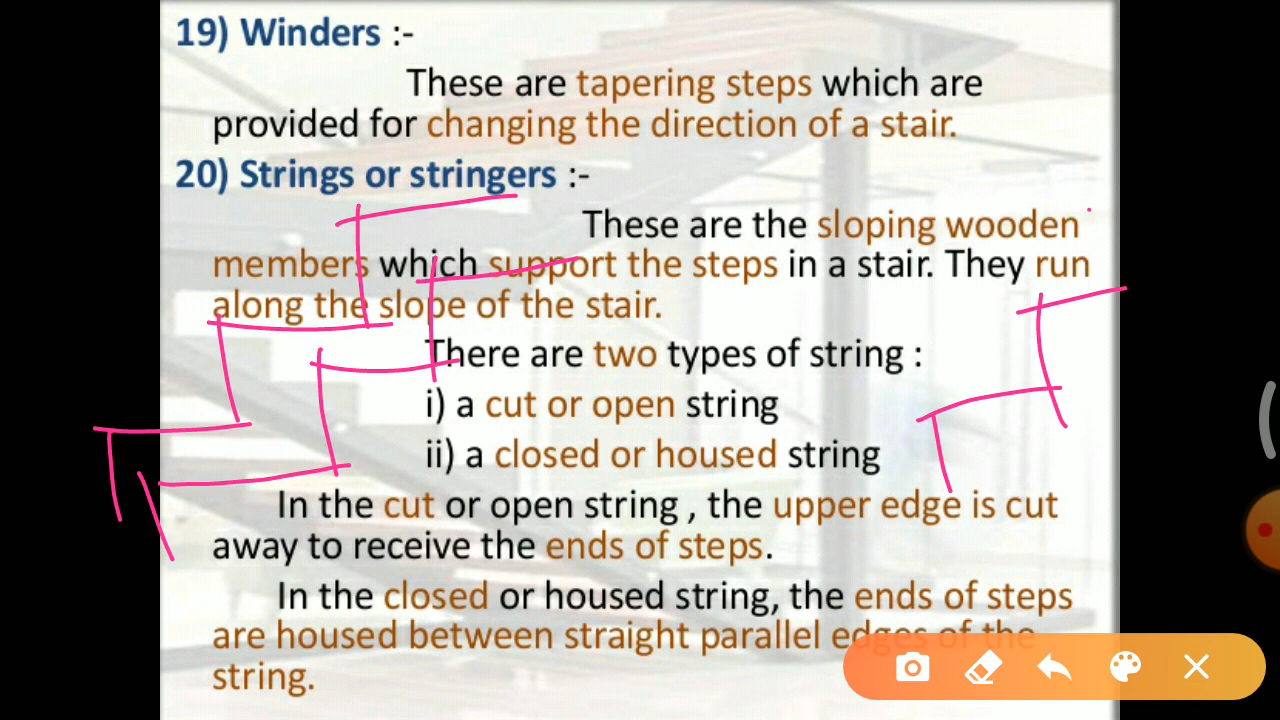 19) Winders :-
These are tapering steps which are
provided for changing the direction of a stair.
20) Strings or stringers :-
These are the sloping wooden
members which support the steps in a stair. They run
along the slope of the stair.
There are two types of string :
i) a cut or open string
ii) a closed or housed string
In the cut or open string , the upper edge is cut
away to receive the ends of steps.
In the closed or housed string, the ends of steps
are housed between straight parallel edges of the
string.